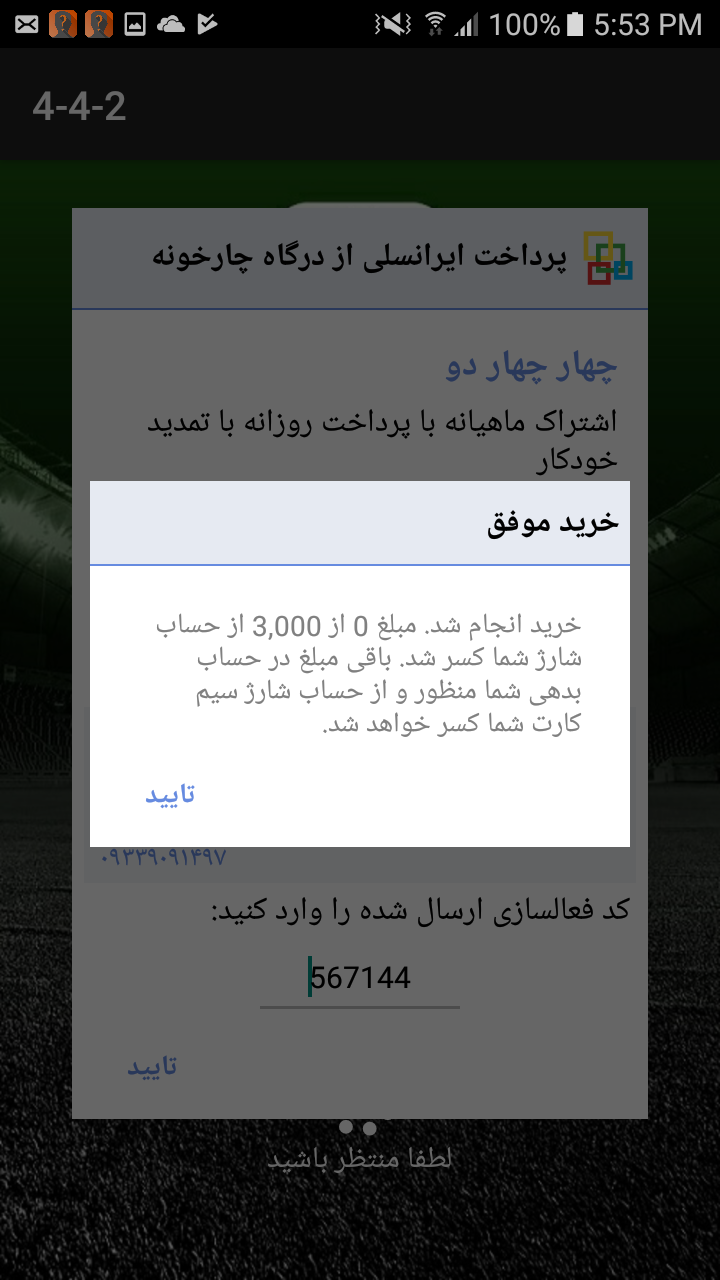 100% 5:53 PM
4-4-2
پرداخت ایرانسلی از درگاه چارخونه
چهار چهار دو
اشتراک ماهیانه با پرداخت روزانه با تمدید
خودکار
خرید موفق
خرید انجام شد. مبلغ 0 از 3,000 از حساب
شارژ شما کسر شد. باقی مبلغ در حساب
بدهی شما منظور و از حساب شارژ سیم
کارت شما کسر خواهد شد.
تایید
۰۹۳۳۹۰۹۱۴۹۷
کد فعالسازی ارسال شده را وارد کنید:
567144
تایید
لطفا منتظر باشید